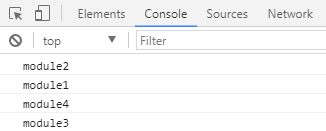 Elements Console Sources Network
top Filter
module2
module1
module4
module3